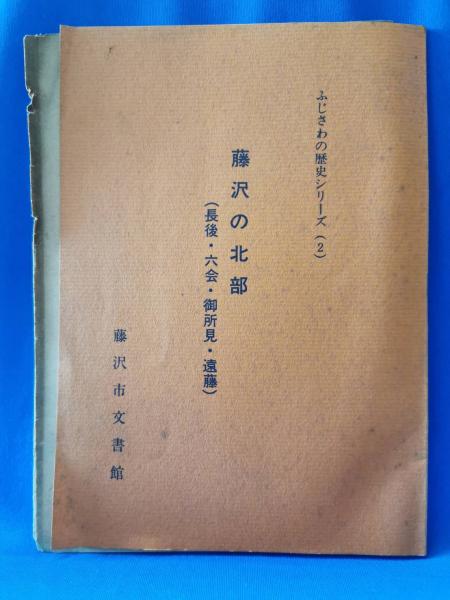 ふじさわの歴史シリーズ(2)
藤沢の北部
(長後・六会・御所見・遠藤)
藤沢市文書館